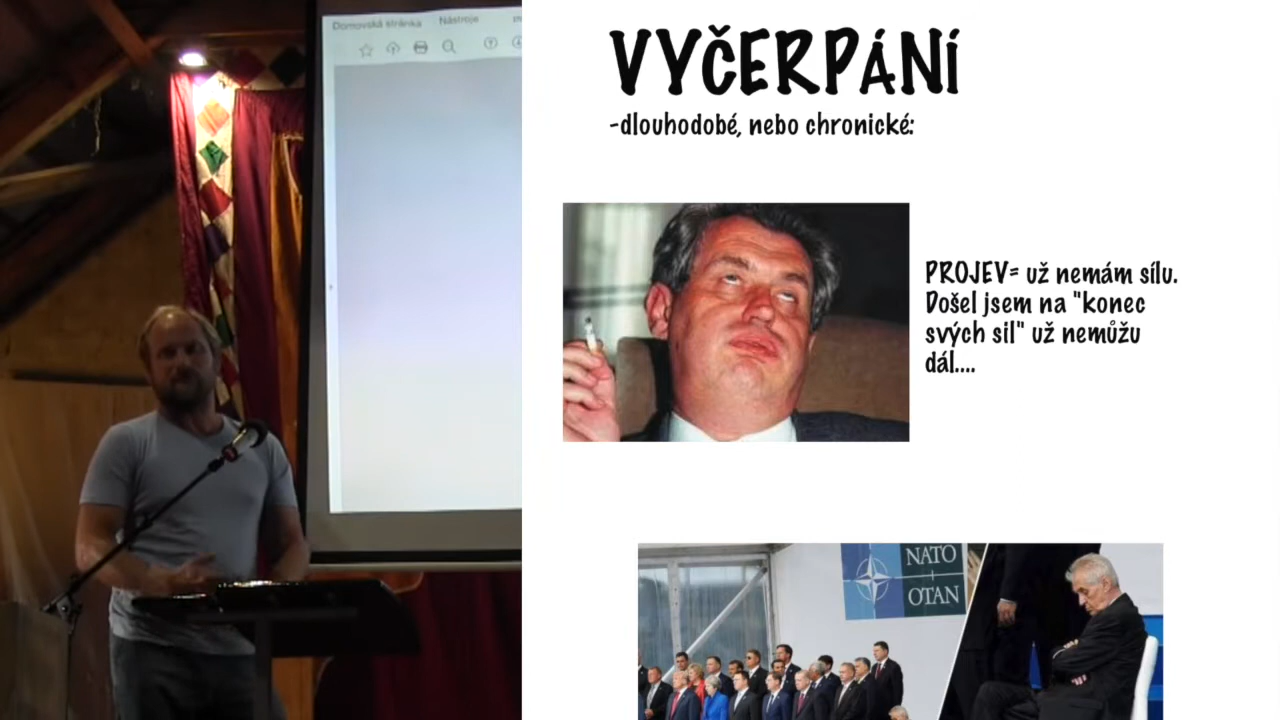 Domovská stránka Nástroje
VYČERPÁNÍ
-dlouhodobé, nebo chronické:
PROJEV= už nemám sílu.
Došel jsem na "konec
svých sil" už nemůžu
dál....
NATO
OTAN